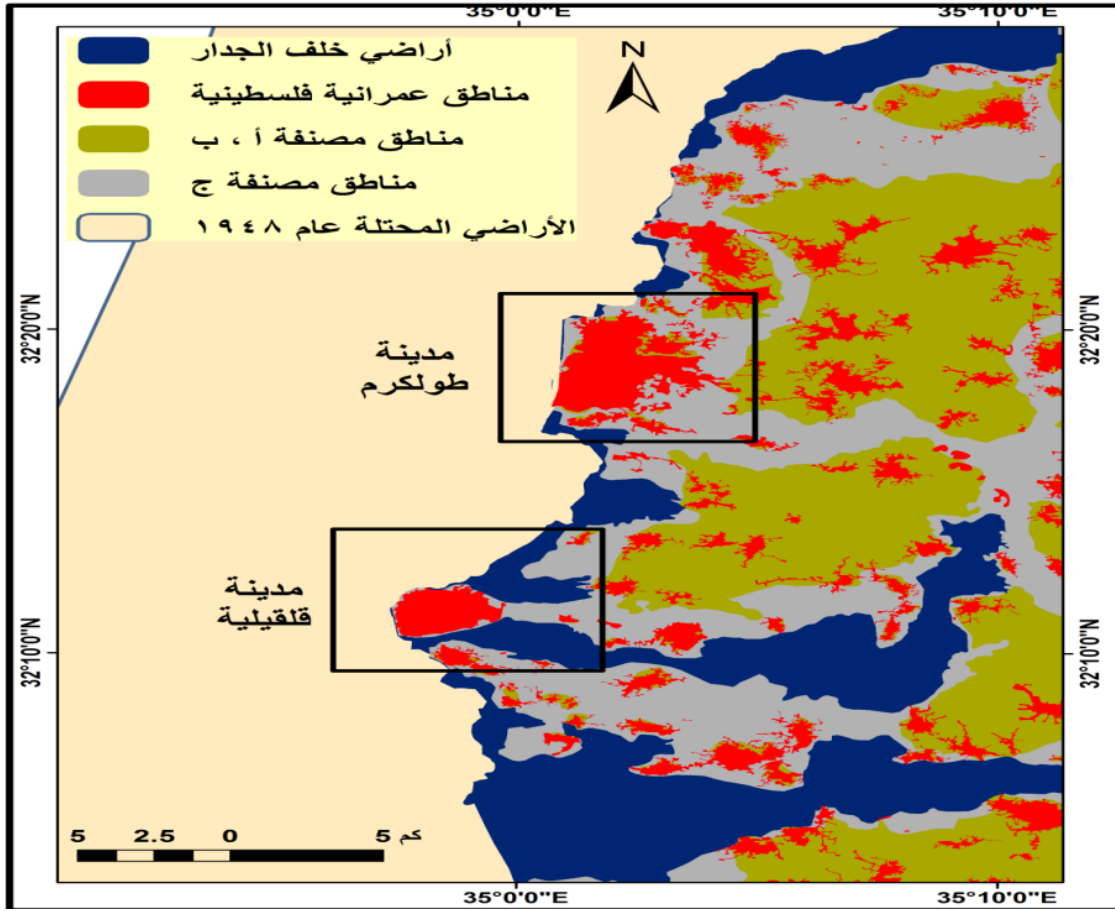 35°0'0"E
35°10'0"E
أراضي خلف الجدار
مناطق عمرانية فلسطينية
مناطق مصنفة أ ، ب
مناطق مصنفة ج
الأراضي المحتلة عام ١٩٤٨
N
32°20'0"N
32°20'0"N
مدينة
طولكرم
مدينة
قلقيلية
32°10'0"N
32°10'0"N
5 2.5 0 5 كم
35°0'0"E
35°10'0"E